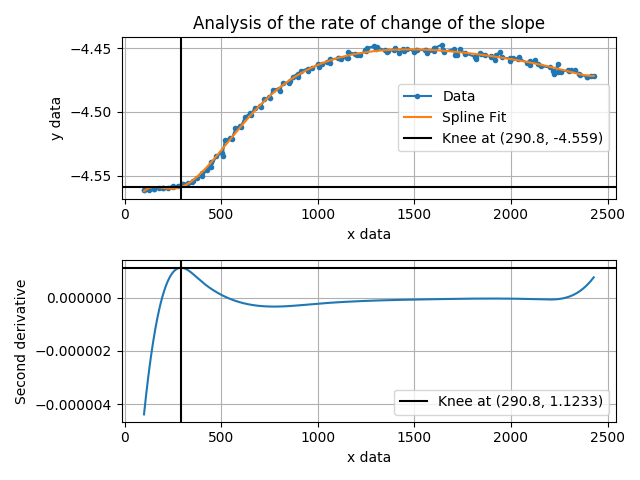 Analysis of the rate of change of the slope
y data
−4.45
−4.50
−4.55
Data
Spline Fit
Knee at (290.8, -4.559)
0 500 1000 1500 2000 2500
x data
Second derivative
0.000000
−0.000002
−0.000004
Knee at (290.8, 1.1233)
0 500 1000 1500 2000 2500
x data